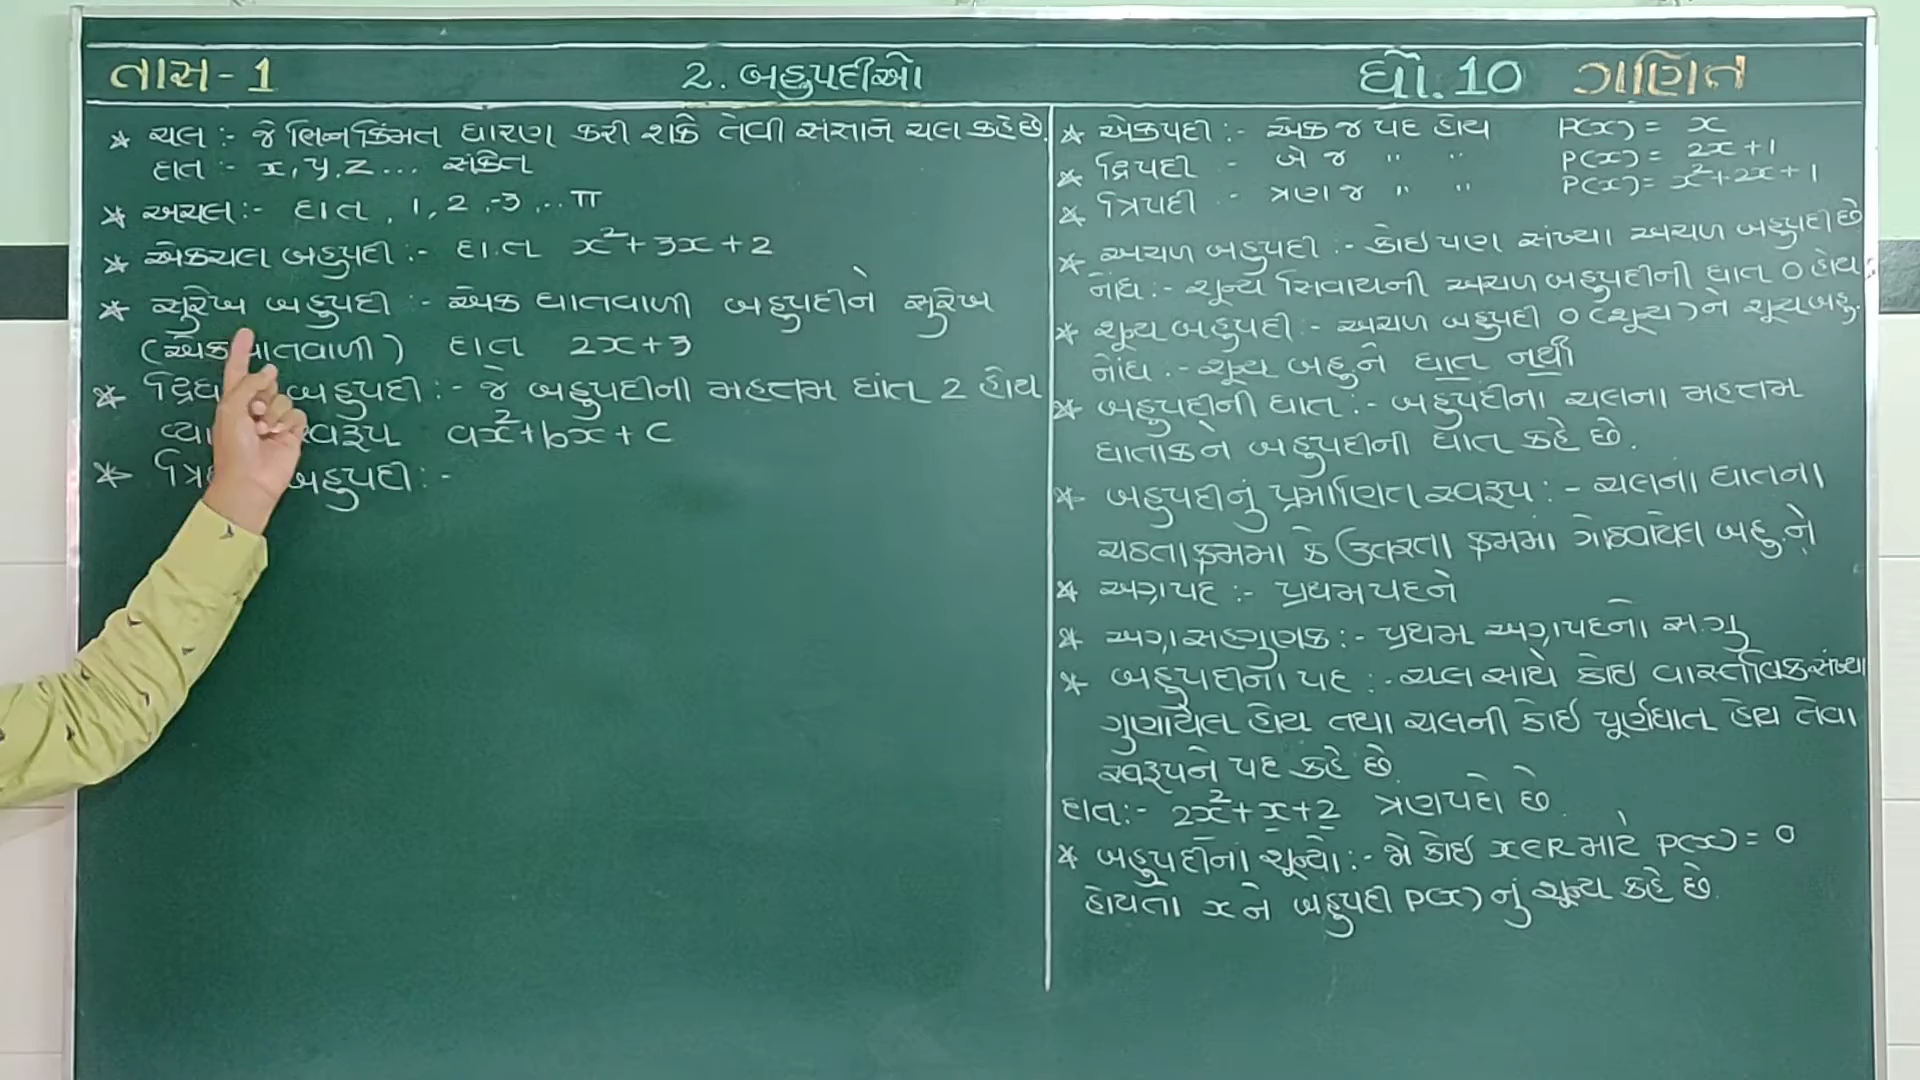 તાસ - 1
2. બહુપદીઓ
ધો. 10 ગણિત
* ચલ :- જે ભિન્ન કિંમત ધારણ કરી શકે તેવી સંજ્ઞાને ચલ કહે છે.
દાત :- x, y, z ... સંકેત
* અચલ :- દાત, 1, 2, -3, .. π
* એકચલ બહુપદી :- દા.ત x²+3x+2
* સુરેખ બહુપદી :- એક ઘાતવાળી બહુપદીને સુરેખ
(એક ઘાતવાળી) દાત 2x+3
* બહુપદી :- જે બહુપદીની મહત્તમ ઘાત 2 હોય
સ્વરૂપ ax²+bx+c
* બહુપદી :-
* એકપદી :- એક જ પદ હોય P(x) = x
* દ્વિપદી - બે જ " " P(x) = 2x+1
* ત્રિપદી :- ત્રણ જ " " P(x) = x²+2x+1
* અચળ બહુપદી :- કોઇપણ સંખ્યા અચળ બહુપદી છે
નોંધ :- શૂન્ય સિવાયની અચળ બહુપદીની ઘાત 0 હોય
* શૂન્ય બહુપદી :- અચળ બહુપદી 0 (શૂન્ય) ને શૂન્ય બહુ.
નોંધ :- શૂન્ય બહુને ઘાત નથી
* બહુપદીની ઘાત :- બહુપદીના ચલના મહત્તમ
ઘાતાંકને બહુપદીની ઘાત કહે છે.
* બહુપદીનું પ્રમાણિત સ્વરૂપ :- ચલના ઘાતના
ચડતા ક્રમમા કે ઉતરતા ક્રમમાં ગોઠવાયેલ બહુ.ને
* અગ્રપદ :- પ્રથમપદને
* અગ્ર સહગુણક :- પ્રથમ અગ્રપદનો સ.ગુ
* બહુપદીના પદ :- ચલ સાથે કોઇ વાસ્તવિક સંખ્યા
ગુણાયેલ હોય તથા ચલની કોઇ પૂર્ણઘાત હોય તેવા
સ્વરૂપને પદ કહે છે.
દાત :- 2x²+x+2 ત્રણ પદો છે.
* બહુપદીના શૂન્યો :- જો કોઇ x∈R માટે P(x) = 0
હોયતો x ને બહુપદી P(x) નું શૂન્ય કહે છે.